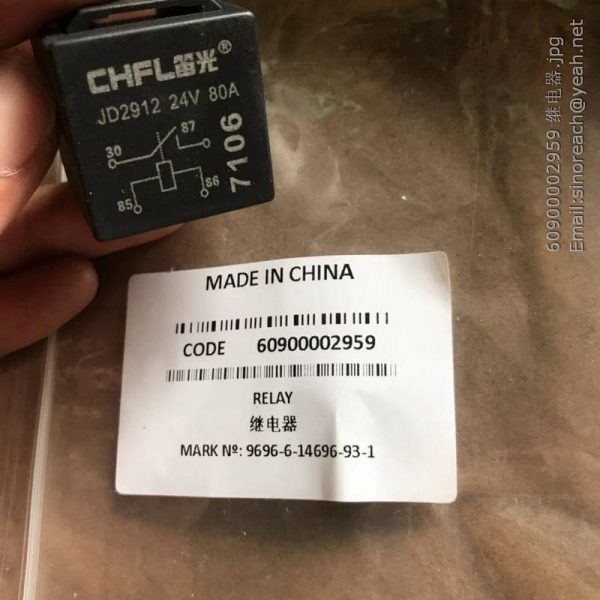 CHFL笛光®
JD2912 24V 80A
30
87
85
S6
7106
MADE IN CHINA
CODE 60900002959
RELAY
继电器
MARK Nº: 9696-6-14696-93-1
60900002959 继电器.jpg
Email:sinoreach@yeah.net